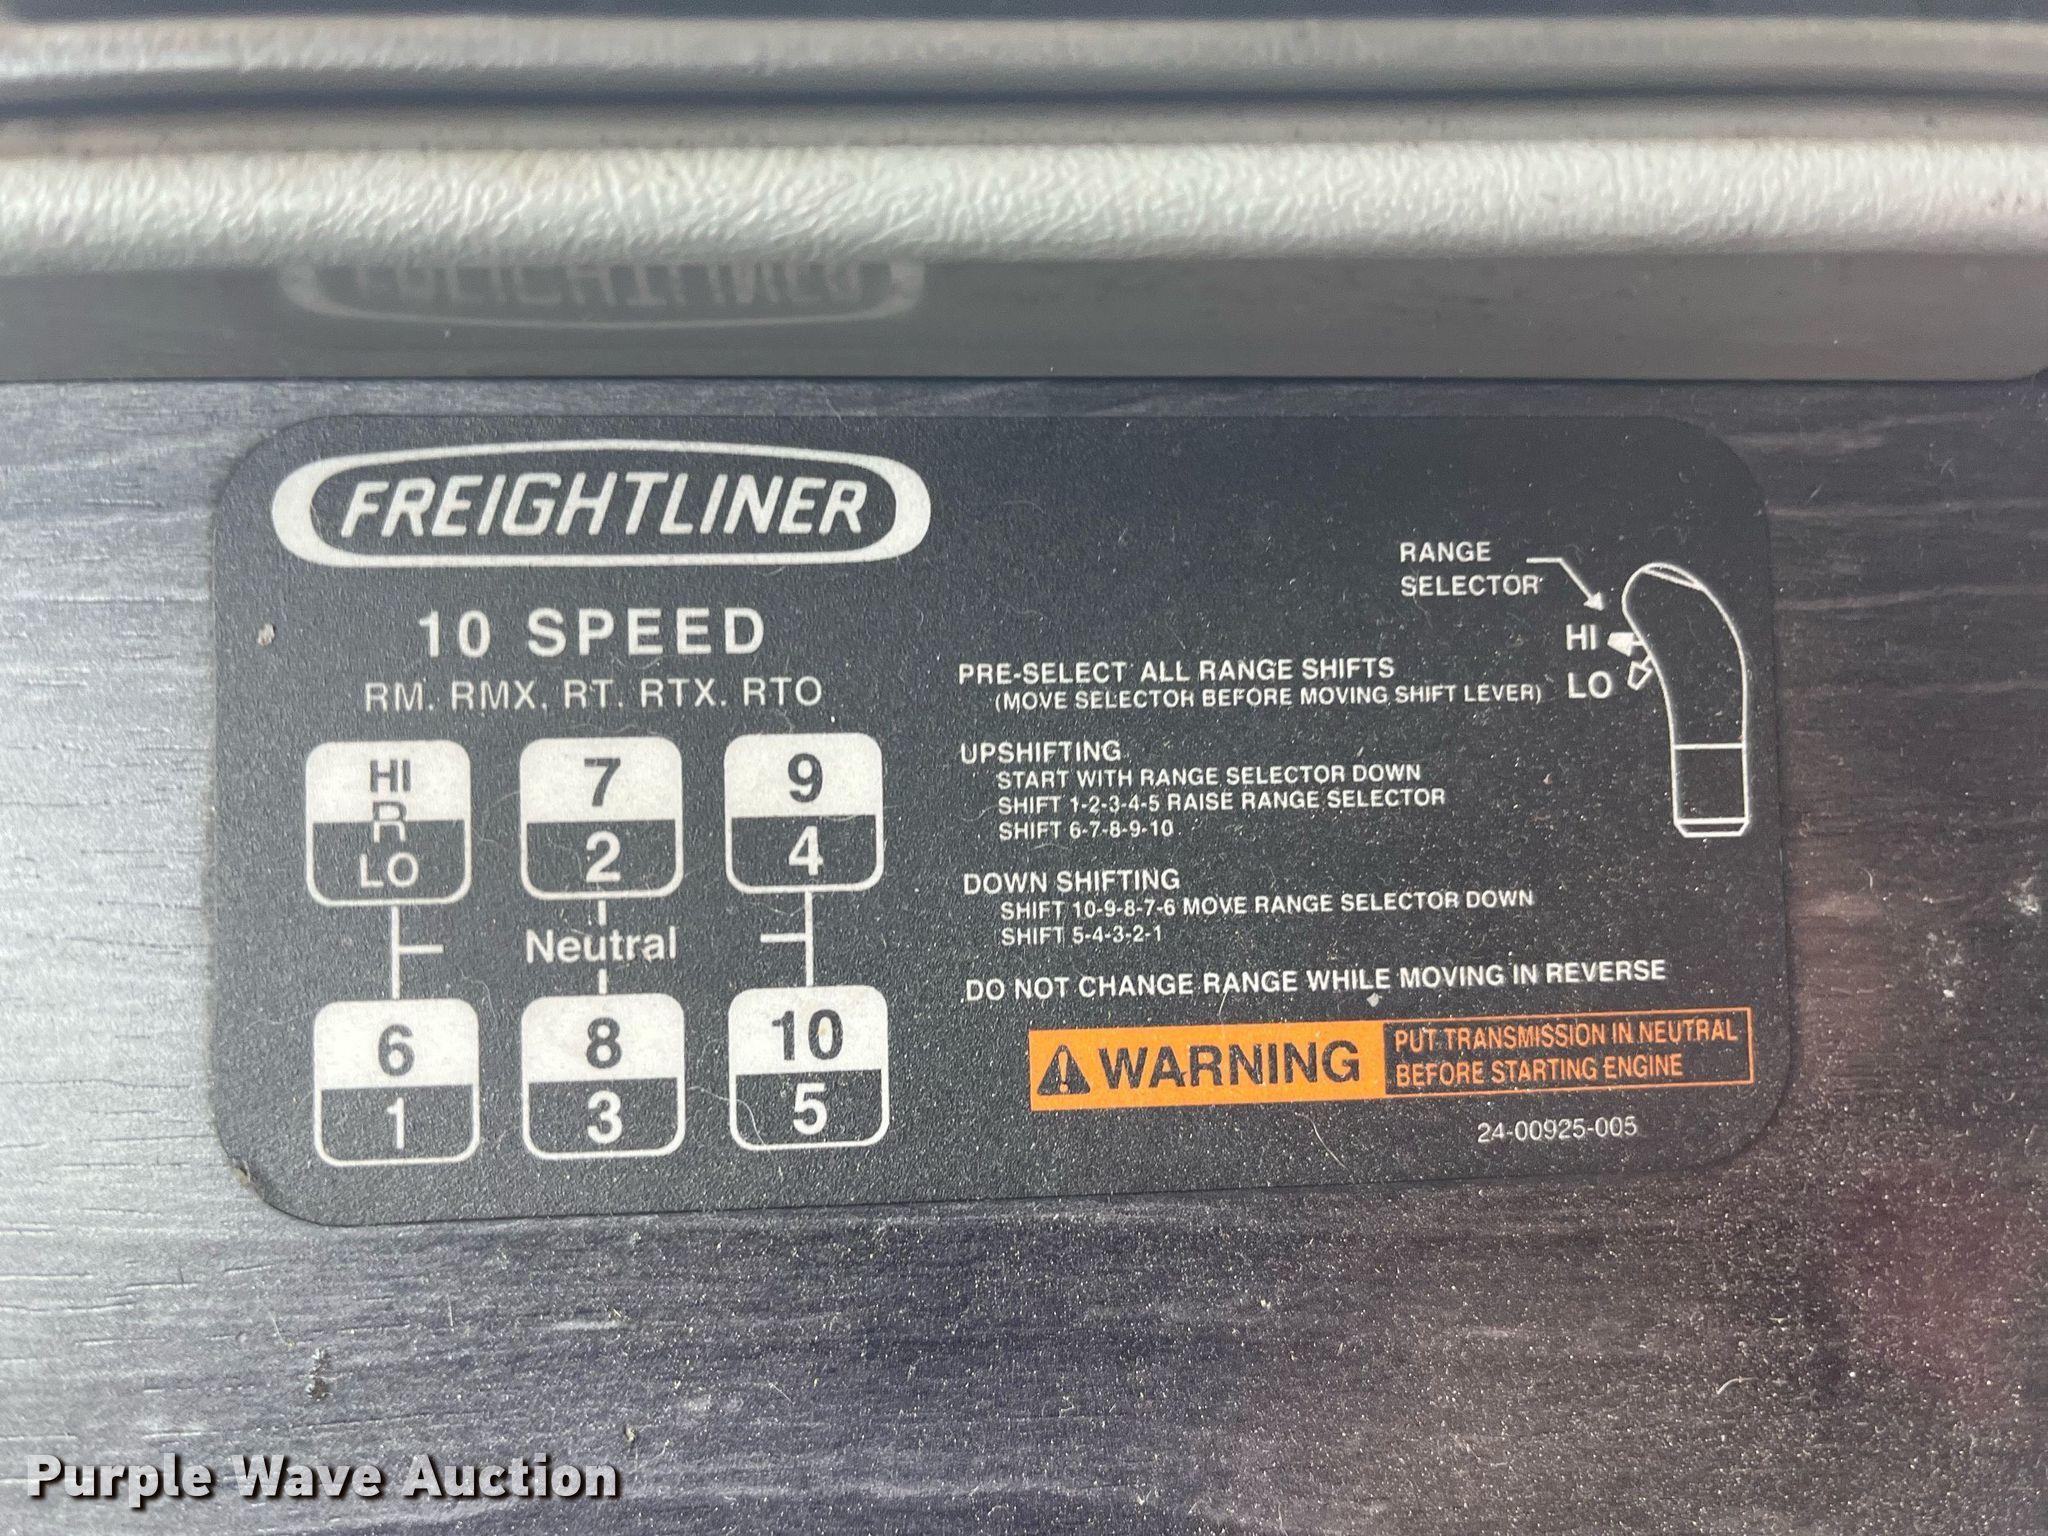 FREIGHTLINER
10 SPEED
RM. RMX. RT. RTX. RTO
HI
R
LO
7
2
9
4
Neutral
6
1
8
3
10
5
RANGE
SELECTOR
HI
LO
PRE-SELECT ALL RANGE SHIFTS
(MOVE SELECTOR BEFORE MOVING SHIFT LEVER)
UPSHIFTING
START WITH RANGE SELECTOR DOWN
SHIFT 1-2-3-4-5 RAISE RANGE SELECTOR
SHIFT 6-7-8-9-10
DOWN SHIFTING
SHIFT 10-9-8-7-6 MOVE RANGE SELECTOR DOWN
SHIFT 5-4-3-2-1
DO NOT CHANGE RANGE WHILE MOVING IN REVERSE
WARNING
PUT TRANSMISSION IN NEUTRAL
BEFORE STARTING ENGINE
24-00925-005
Purple Wave Auction